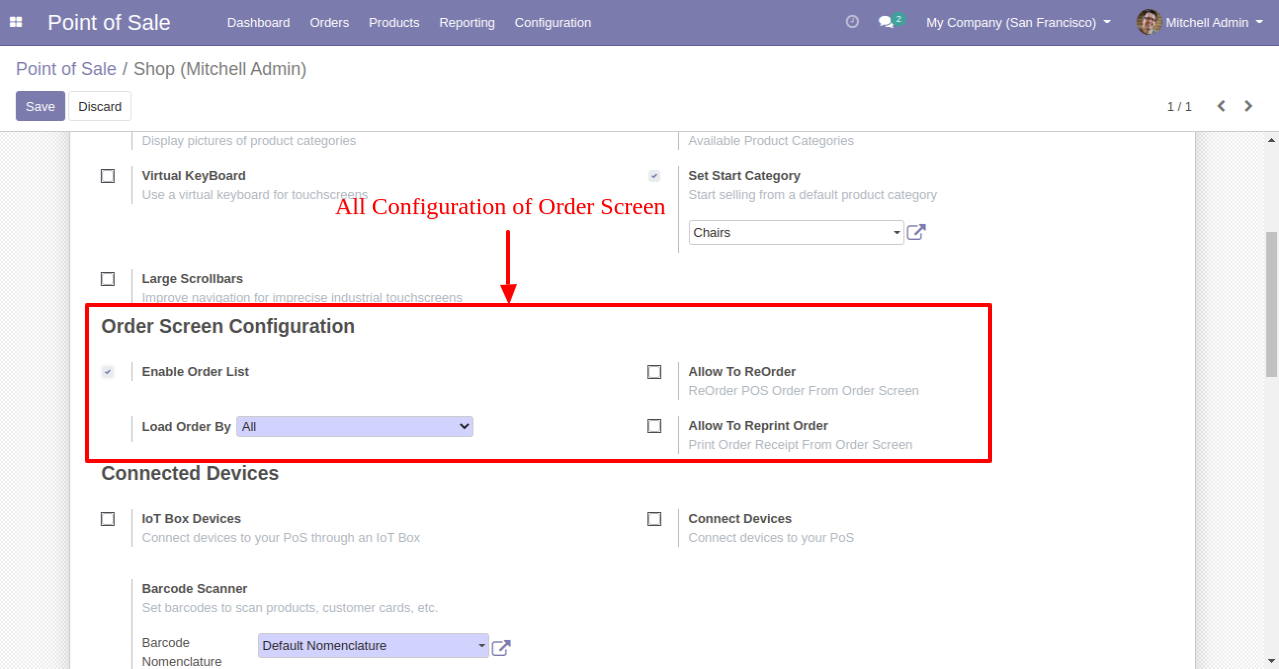 Point of Sale Dashboard Orders Products Reporting Configuration 2 My Company (San Francisco) Mitchell Admin
Point of Sale / Shop (Mitchell Admin)
Save Discard 1 / 1
Display pictures of product categories
Available Product Categories
Virtual KeyBoard
Use a virtual keyboard for touchscreens
Set Start Category
Start selling from a default product category
All Configuration of Order Screen
Chairs
Large Scrollbars
Improve navigation for imprecise industrial touchscreens
Order Screen Configuration
Enable Order List
Allow To ReOrder
ReOrder POS Order From Order Screen
Load Order By All
Allow To Reprint Order
Print Order Receipt From Order Screen
Connected Devices
IoT Box Devices
Connect devices to your PoS through an IoT Box
Connect Devices
Connect devices to your PoS
Barcode Scanner
Set barcodes to scan products, customer cards, etc.
Barcode
Nomenclature
Default Nomenclature